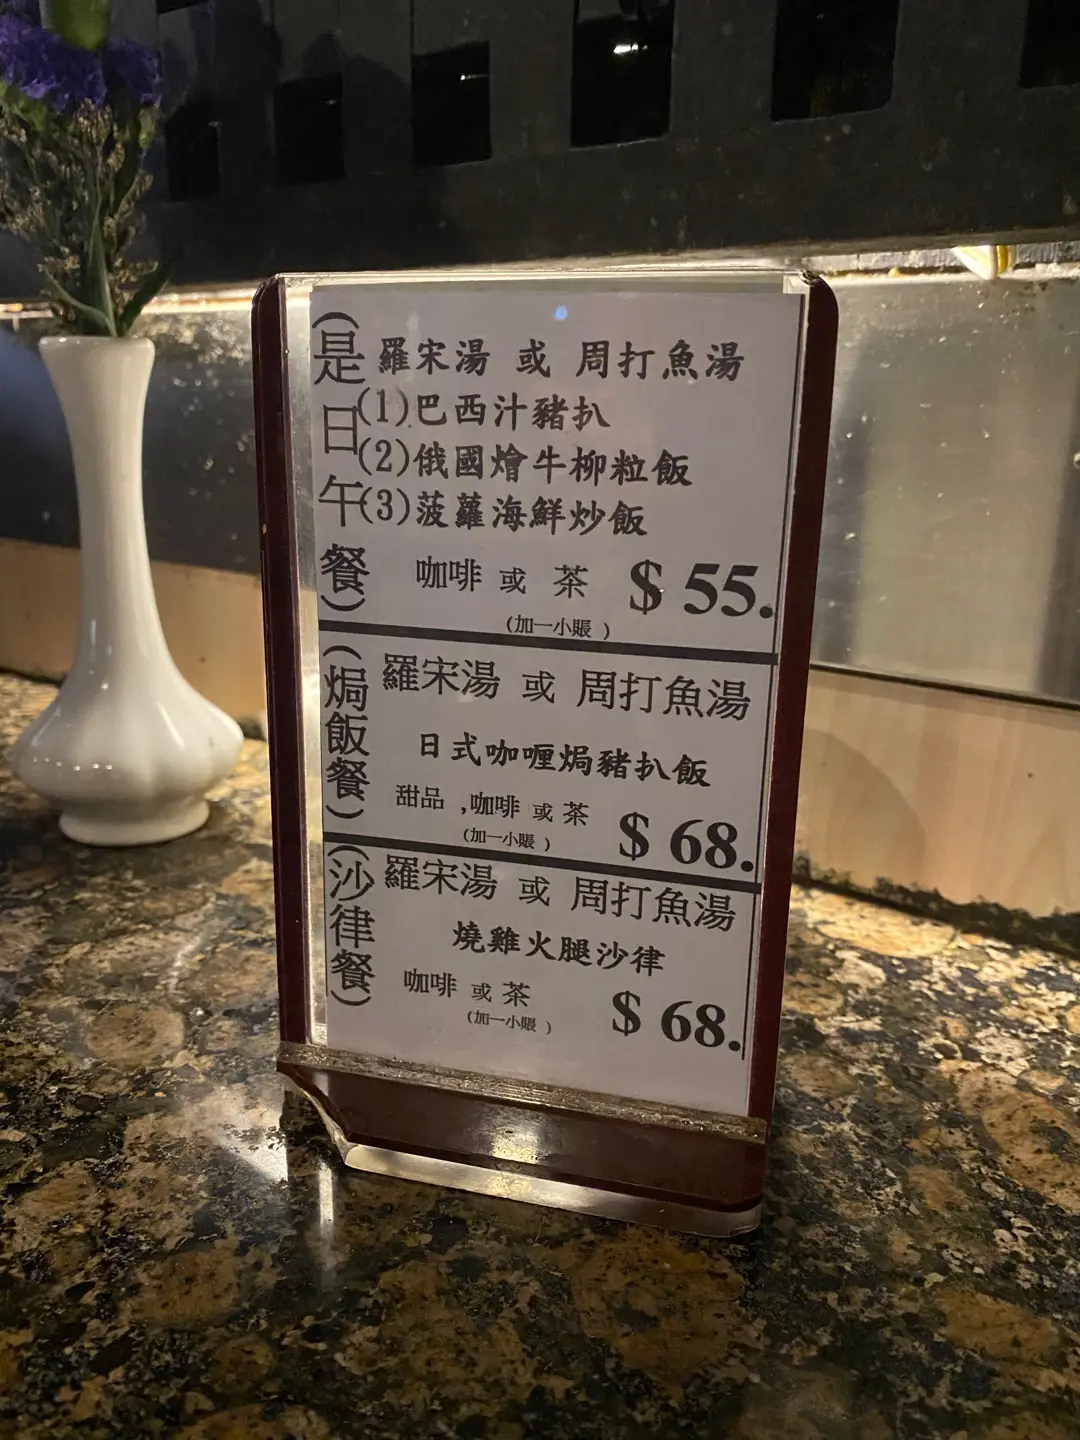 (是日午餐)
羅宋湯 或 周打魚湯
(1)巴西汁豬扒
(2)俄國燴牛柳粒飯
(3)菠蘿海鮮炒飯
咖啡 或 茶 $ 55.
(加一小賬 )
(焗飯餐)
羅宋湯 或 周打魚湯
日式咖喱焗豬扒飯
甜品 ,咖啡 或 茶
(加一小賬 ) $ 68.
(沙律餐)
羅宋湯 或 周打魚湯
燒雞火腿沙律
咖啡 或 茶 $ 68.
(加一小賬 )